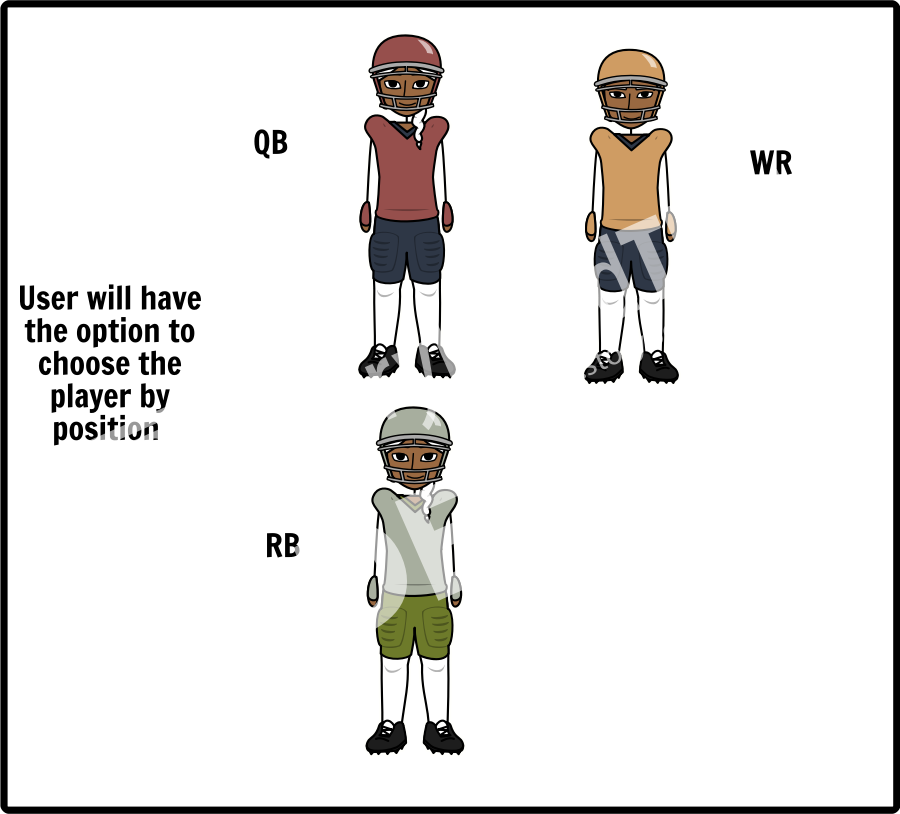 QB
WR
User will have
the option to
choose the
player by
position
RB